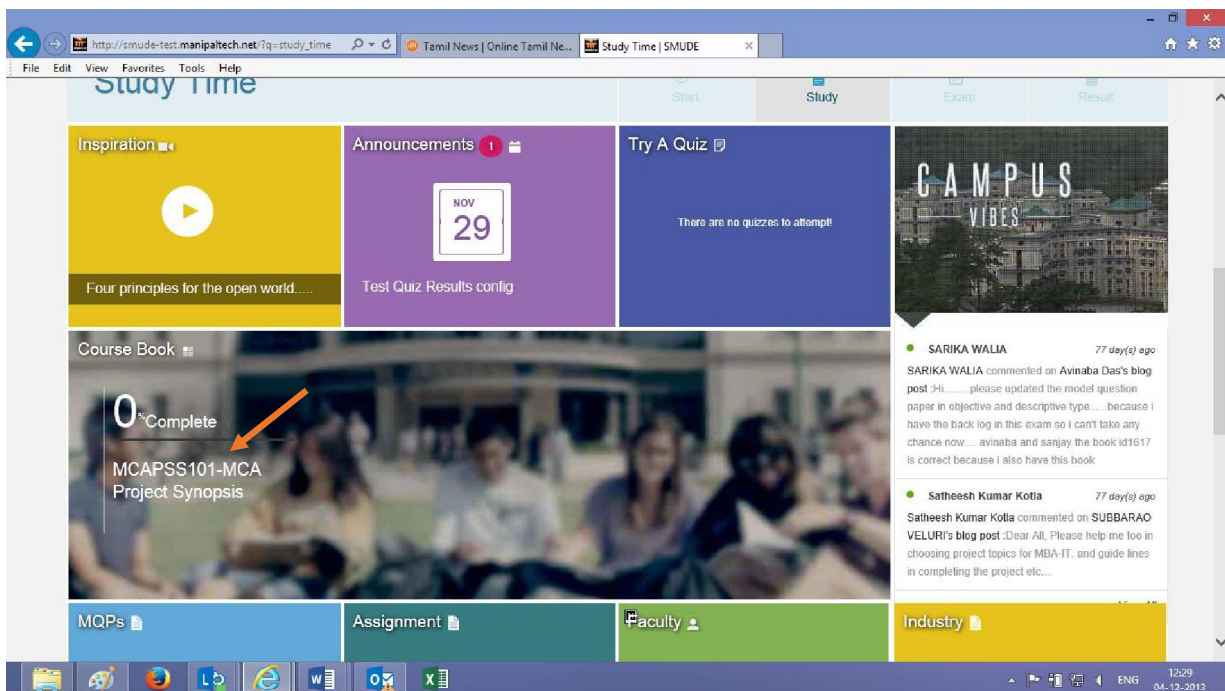 http://smude-test.manipaltech.net/?q=study_time
Tamil News | Online Tamil Ne...
Study Time | SMUDE
File Edit View Favorites Tools Help
Study Time
Start
Study
Exam
Result
Inspiration
Announcements 1
Try A Quiz
NOV
29
There are no quizzes to attempt!
Four principles for the open world.....
Test Quiz Results config
CAMPUS
VIBES
Course Book
0 % Complete
MCAPSS101-MCA
Project Synopsis
SARIKA WALIA 77 day(s) ago
SARIKA WALIA commented on Avinaba Das's blog
post :Hi.........please updated the model question
paper in objective and descriptive type......because i
have the back log in this exam so i can't take any
chance now.... avinaba and sanjay the book id1617
is correct because i also have this book
Satheesh Kumar Kotla 77 day(s) ago
Satheesh Kumar Kotla commented on SUBBARAO
VELURI's blog post :Dear All, Please help me too in
choosing project topics for MBA-IT. and guide lines
in completing the project etc....
MQPs
Assignment
Faculty
Industry
ENG
12:29
04-12-2013